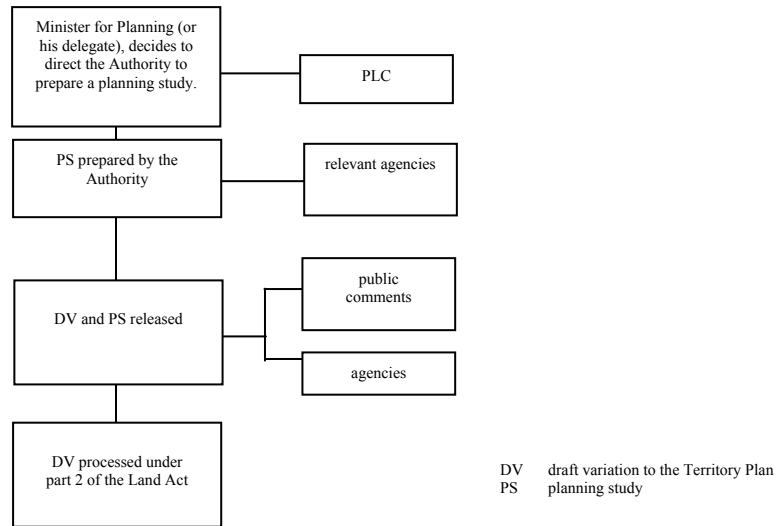 Minister for Planning (or
his delegate), decides to
direct the Authority to
prepare a planning study.
PLC
PS prepared by the
Authority
relevant agencies
public
comments
DV and PS released
agencies
DV processed under
part 2 of the Land Act
DV draft variation to the Territory Plan
PS planning study